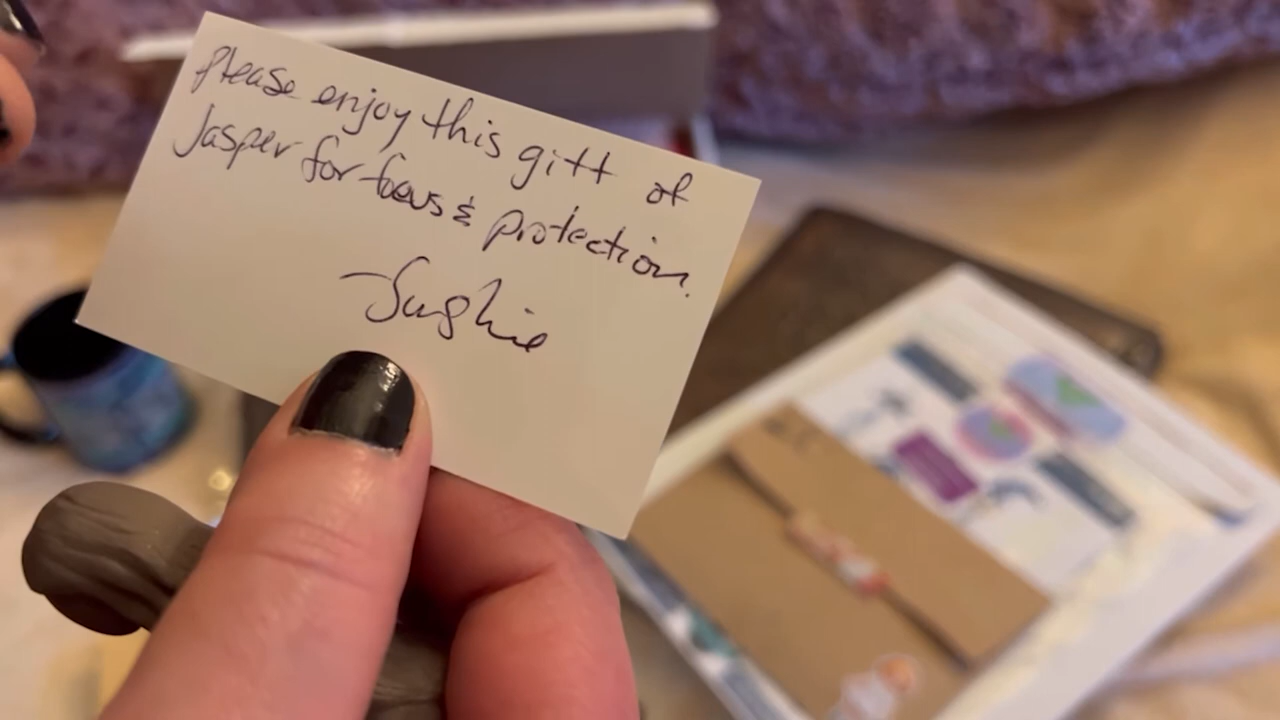 Please enjoy this gift of
Jasper for focus & protection.